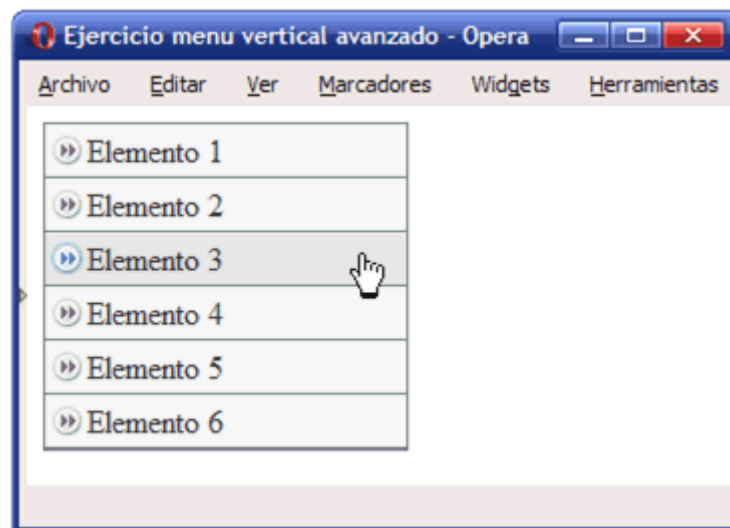 Ejercicio menu vertical avanzado - Opera
Archivo Editar Ver Marcadores Widgets Herramientas
Elemento 1
Elemento 2
Elemento 3
Elemento 4
Elemento 5
Elemento 6